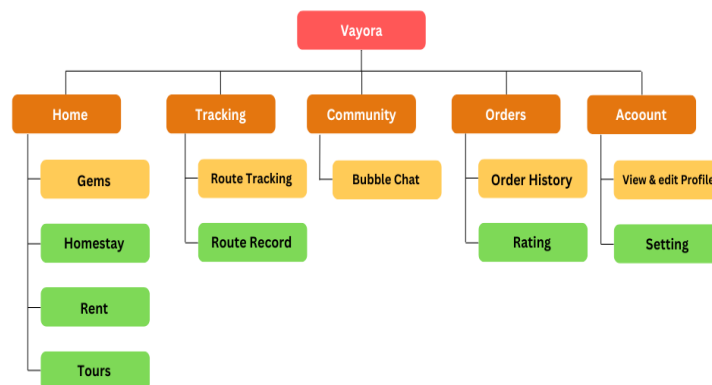 Vayora
Home
Tracking
Community
Orders
Acoount
Gems
Route Tracking
Bubble Chat
Order History
View & edit Profile
Homestay
Route Record
Rating
Setting
Rent
Tours